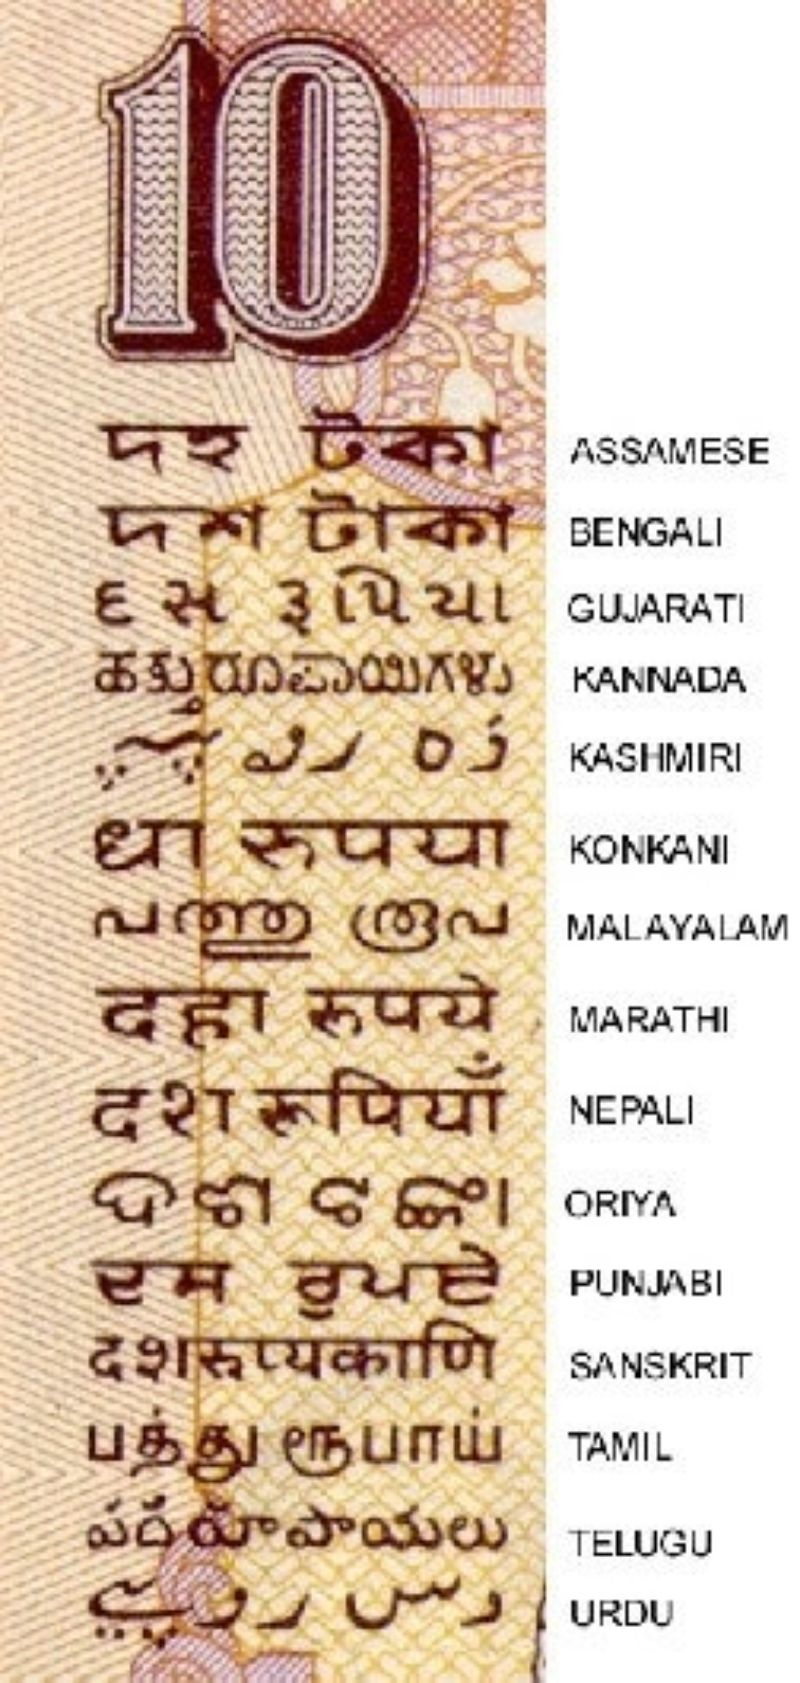 10
দহ টকা ASSAMESE
দশ টাকা BENGALI
દસ રૂપિયા GUJARATI
ಹತ್ತು ರೂಪಾಯಿಗಳು KANNADA
KASHMIRI
धा रुपया KONKANI
പത്തു രൂപ MALAYALAM
दहा रुपये MARATHI
दश रूपियाँ NEPALI
ଦଶ ଟଙ୍କା ORIYA
ਦਸ ਰੁਪਏ PUNJABI
दशरूप्यकाणि SANSKRIT
பத்து ரூபாய் TAMIL
పది రూపాయలు TELUGU
دس روپیے URDU